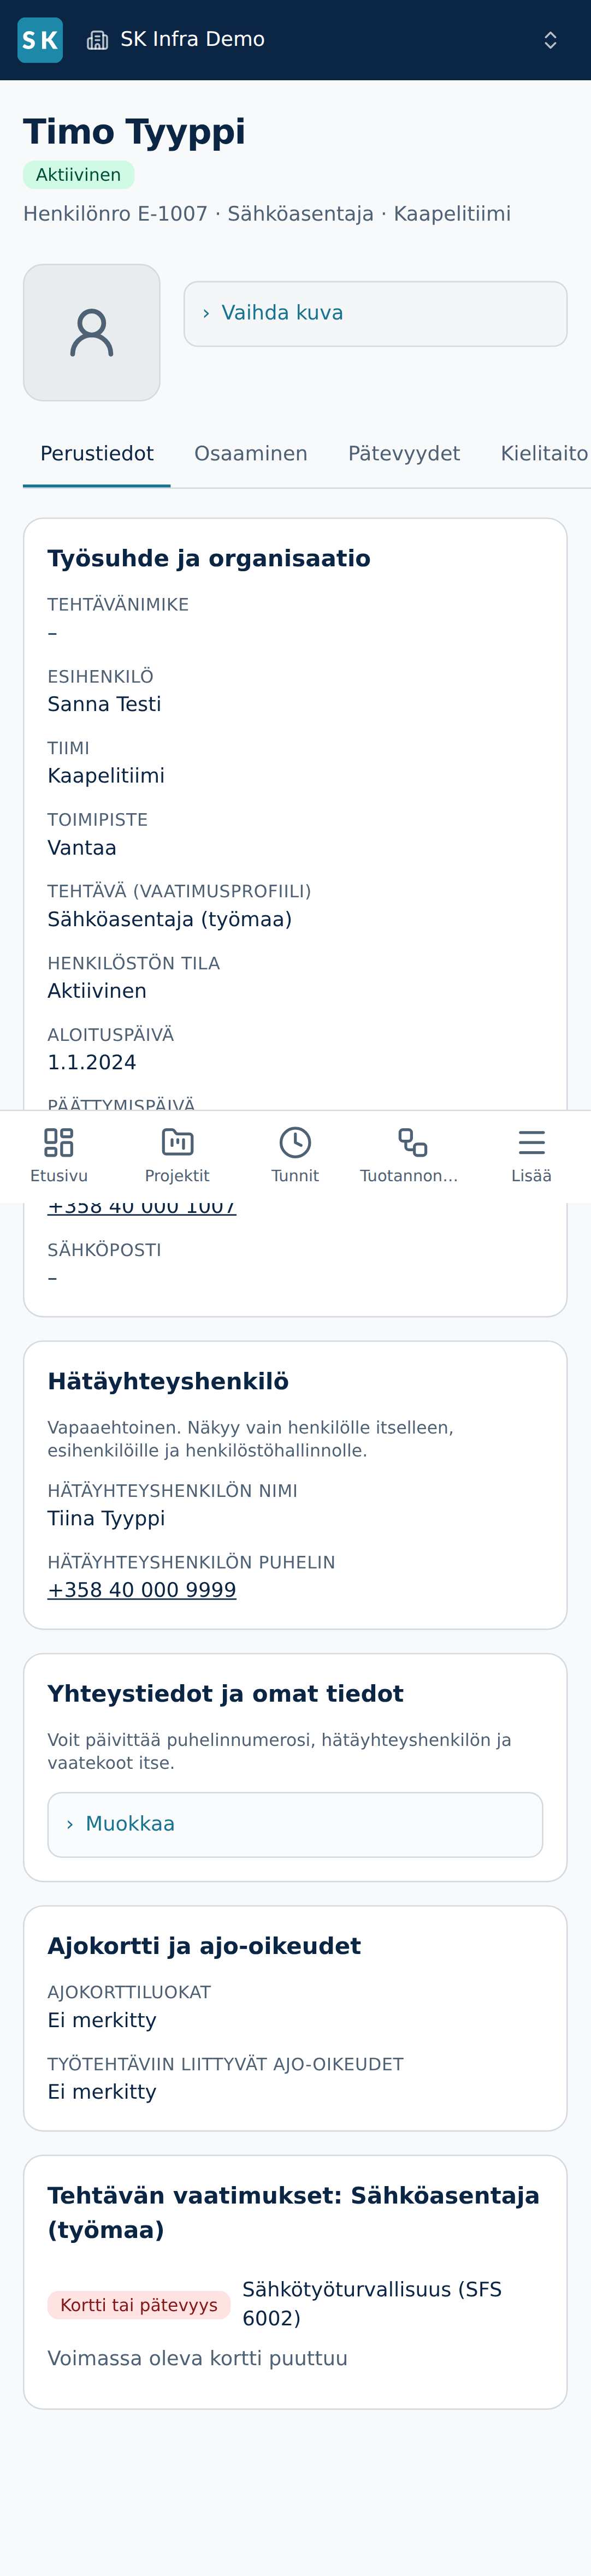 SK
SK Infra Demo
Timo Tyyppi
Aktiivinen
Henkilönro E-1007 · Sähköasentaja · Kaapelitiimi
› Vaihda kuva
Perustiedot Osaaminen Pätevyydet Kielitaito
Työsuhde ja organisaatio
TEHTÄVÄNIMIKE
–
ESIHENKILÖ
Sanna Testi
TIIMI
Kaapelitiimi
TOIMIPISTE
Vantaa
TEHTÄVÄ (VAATIMUSPROFIILI)
Sähköasentaja (työmaa)
HENKILÖSTÖN TILA
Aktiivinen
ALOITUSPÄIVÄ
1.1.2024
PÄÄTTYMISPÄIVÄ
Etusivu Projektit Tunnit Tuotannon... Lisää
+358 40 000 1007
SÄHKÖPOSTI
–
Hätäyhteyshenkilö
Vapaaehtoinen. Näkyy vain henkilölle itselleen,
esihenkilöille ja henkilöstöhallinnolle.
HÄTÄYHTEYSHENKILÖN NIMI
Tiina Tyyppi
HÄTÄYHTEYSHENKILÖN PUHELIN
+358 40 000 9999
Yhteystiedot ja omat tiedot
Voit päivittää puhelinnumerosi, hätäyhteyshenkilön ja
vaatekoot itse.
› Muokkaa
Ajokortti ja ajo-oikeudet
AJOKORTTILUOKAT
Ei merkitty
TYÖTEHTÄVIIN LIITTYVÄT AJO-OIKEUDET
Ei merkitty
Tehtävän vaatimukset: Sähköasentaja
(työmaa)
Kortti tai pätevyys
Sähkötyöturvallisuus (SFS
6002)
Voimassa oleva kortti puuttuu